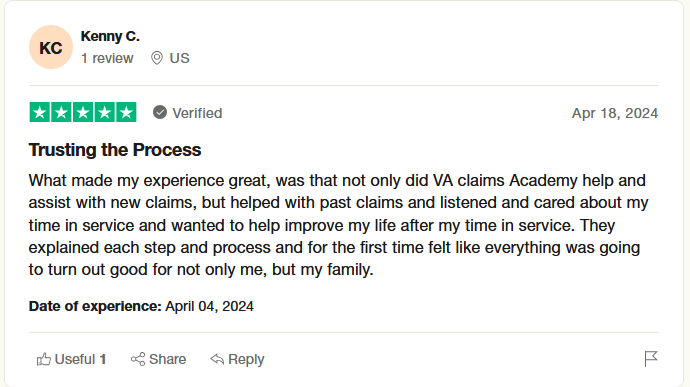 KC
Kenny C.
1 review US
Verified Apr 18, 2024
Trusting the Process
What made my experience great, was that not only did VA claims Academy help and
assist with new claims, but helped with past claims and listened and cared about my
time in service and wanted to help improve my life after my time in service. They
explained each step and process and for the first time felt like everything was going
to turn out good for not only me, but my family.
Date of experience: April 04, 2024
Useful 1 Share Reply